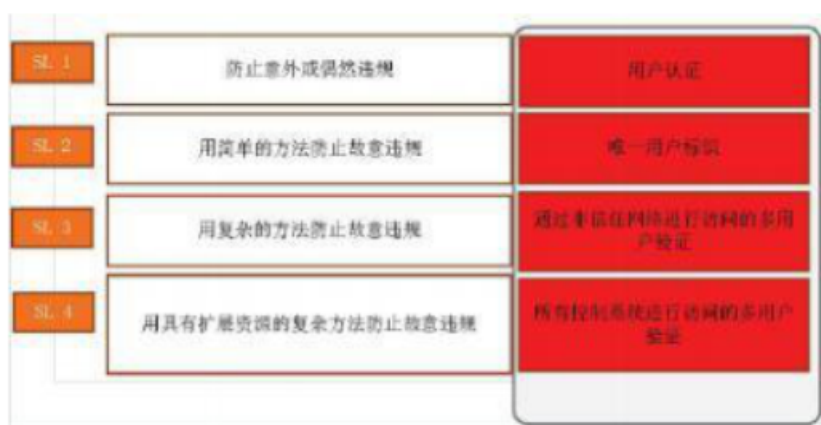 SL 1
防止意外或偶然违规
用户认证
SL 2
用简单的方法防止故意违规
唯一用户标识
SL 3
用复杂的方法防止故意违规
通过非信任网络进行访问的多用
户验证
SL 4
用具有扩展资源的复杂方法防止故意违规
所有控制系统进行访问的多用户
验证